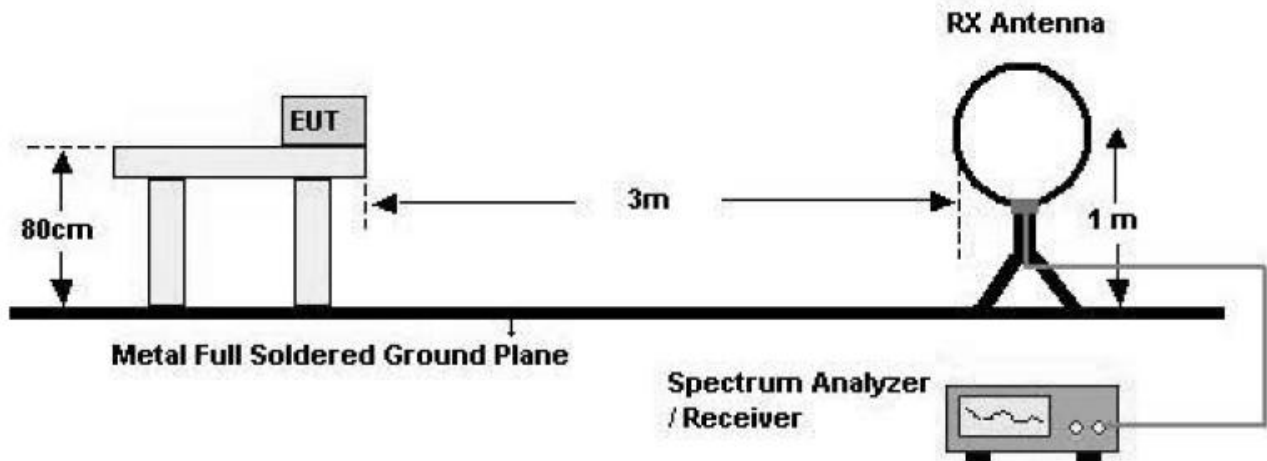 RX Antenna
EUT
80cm
3m
1 m
Metal Full Soldered Ground Plane
Spectrum Analyzer
/ Receiver